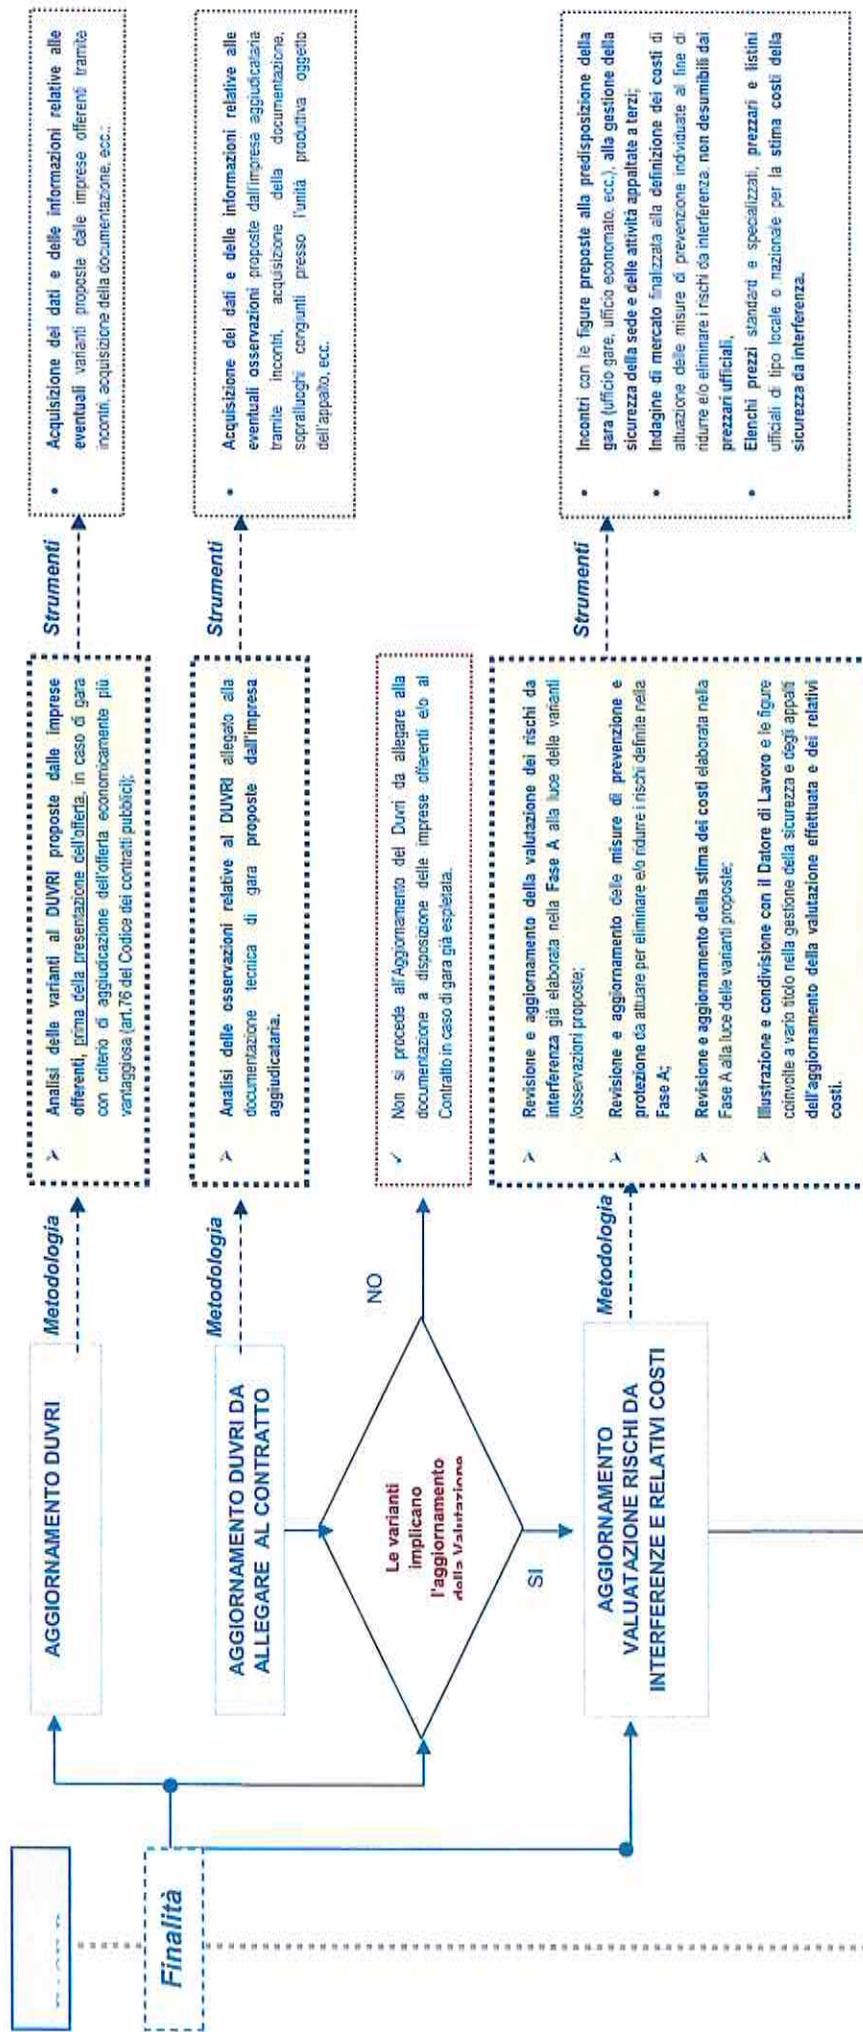 Finalità
AGGIORNAMENTO DUVRI
Metodologia
➢ Analisi delle varianti al DUVRI proposte dalle imprese
offerenti, prima della presentazione dell'offerta, in caso di gara
con criterio di aggiudicazione dell'offerta economicamente più
vantaggiosa (art.76 del Codice dei contratti pubblici);
Strumenti
• Acquisizione dei dati e delle informazioni relative alle
eventuali varianti proposte dalle imprese offerenti tramite
incontri, acquisizione della documentazione, ecc.;
AGGIORNAMENTO DUVRI DA
ALLEGARE AL CONTRATTO
Metodologia
➢ Analisi delle osservazioni relative al DUVRI allegato alla
documentazione tecnica di gara proposte dall'impresa
aggiudicataria.
Strumenti
• Acquisizione dei dati e delle informazioni relative alle
eventuali osservazioni proposte dall'impresa aggiudicataria
tramite incontri, acquisizione della documentazione,
sopralluoghi congiunti presso l'unità produttiva oggetto
dell'appalto, ecc.
Le varianti
implicano
l'aggiornamento
della Valutazione
NO
✓ Non si procede all'Aggiornamento del Duvri da allegare alla
documentazione a disposizione delle imprese offerenti e/o al
Contratto in caso di gara già espletata.
SI
AGGIORNAMENTO
VALUATAZIONE RISCHI DA
INTERFERENZE E RELATIVI COSTI
Metodologia
➢ Revisione e aggiornamento della valutazione dei rischi da
interferenza già elaborata nella Fase A alla luce delle varianti
/osservazioni proposte;
➢ Revisione e aggiornamento delle misure di prevenzione e
protezione da attuare per eliminare e/o ridurre i rischi definite nella
Fase A;
➢ Revisione e aggiornamento della stima dei costi elaborata nella
Fase A alla luce delle varianti proposte;
➢ Illustrazione e condivisione con il Datore di Lavoro e le figure
coinvolte a vario titolo nella gestione della sicurezza e degli appalti
dell'aggiornamento della valutazione effettuata e dei relativi
costi.
Strumenti
• Incontri con le figure preposte alla predisposizione della
gara (ufficio gare, ufficio economato, ecc.), alla gestione della
sicurezza della sede e delle attività appaltate a terzi;
• Indagine di mercato finalizzata alla definizione dei costi di
attuazione delle misure di prevenzione individuate al fine di
ridurre e/o eliminare i rischi da interferenza, non desumibili dai
prezzari ufficiali,
• Elenchi prezzi standard e specializzati, prezzari e listini
ufficiali di tipo locale o nazionale per la stima costi della
sicurezza da interferenza.